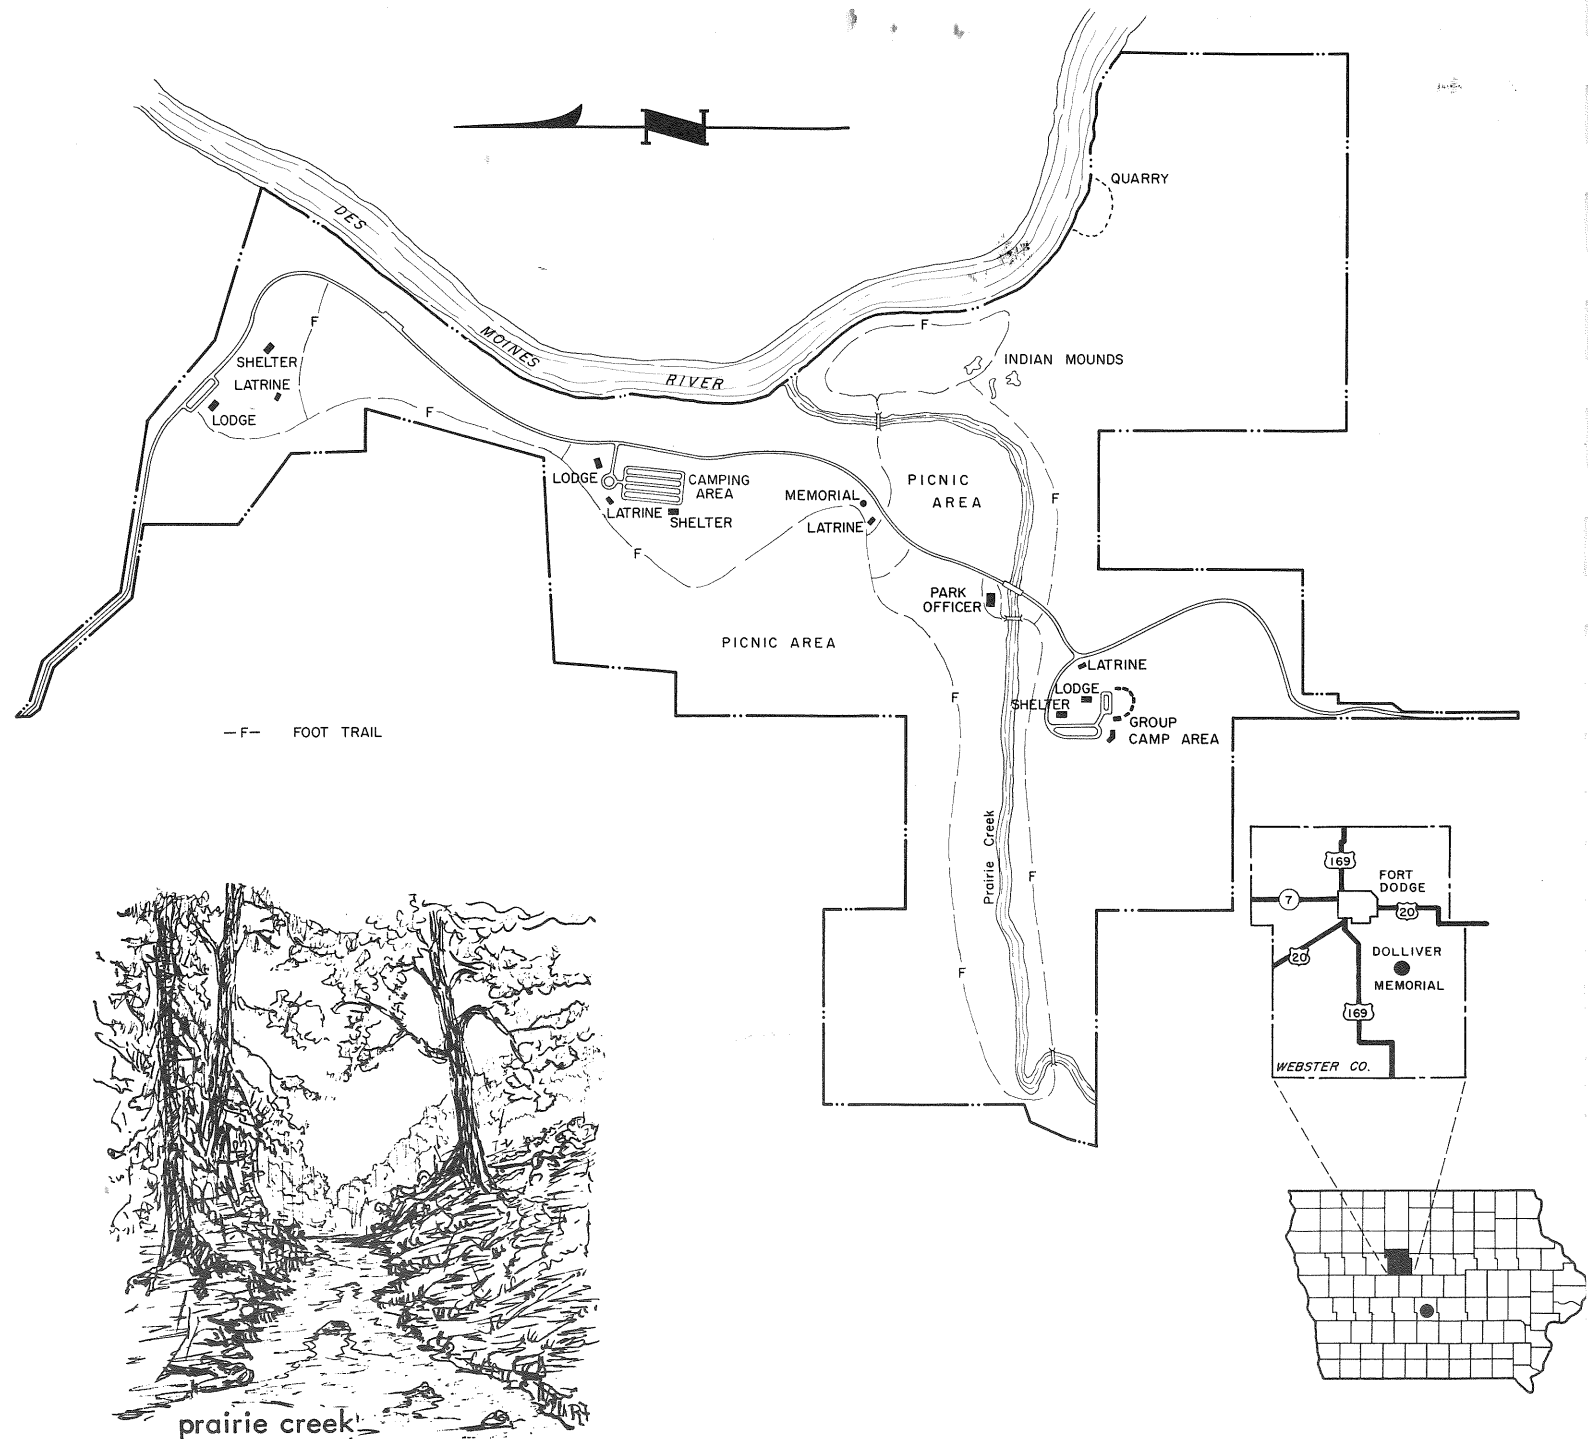 N
QUARRY
DES
MOINES
RIVER
F
F
INDIAN MOUNDS
SHELTER
LATRINE
LODGE
F
LODGE
CAMPING
AREA
LATRINE
SHELTER
F
MEMORIAL
LATRINE
PICNIC
AREA
F
PARK
OFFICER
PICNIC AREA
LATRINE
LODGE
SHELTER
GROUP
CAMP AREA
F
—F— FOOT TRAIL
Prairie Creek
F
F
169
FORT
DODGE
7
20
20
DOLLIVER
MEMORIAL
169
WEBSTER CO.
prairie creek